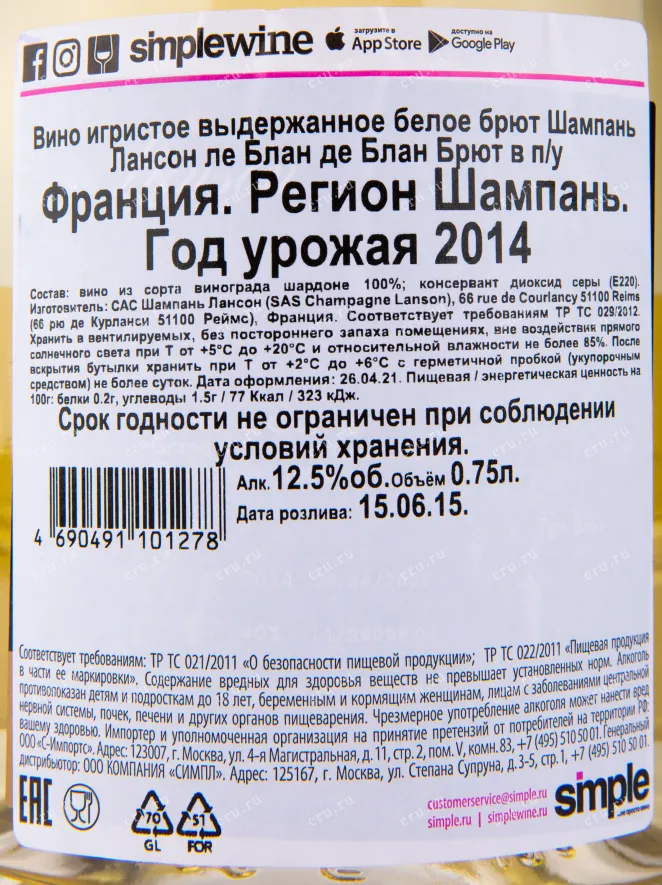 simplewine загрузите в App Store доступно на Google Play
Вино игристое выдержанное белое брют Шампань
Лансон ле Блан де Блан Брют в п/у
Франция. Регион Шампань.
Год урожая 2014
Состав: вино из сорта винограда шардоне 100%; консервант диоксид серы (Е220).
Изготовитель: САС Шампань Лансон (SAS Champagne Lanson), 66 rue de Courlancy 51100 Reims
(66 рю де Курланси 51100 Реймс), Франция. Соответствует требованиям ТР ТС 029/2012.
Хранить в вентилируемых, без постороннего запаха помещениях, вне воздействия прямого
солнечного света при Т от +5°С до +20°С и относительной влажности не более 85%. После
вскрытия бутылки хранить при Т от +2°С до +6°С с герметичной пробкой (укупорочным
средством) не более суток. Дата оформления: 26.04.21. Пищевая / энергетическая ценность на
100г: белки 0.2г, углеводы 1.5г / 77 Ккал / 323 кДж.
Срок годности не ограничен при соблюдении
условий хранения.
Алк. 12.5%об. Объём 0.75л.
Дата розлива: 15.06.15.
4 690491 101278
Соответствует требованиям: ТР ТС 021/2011 «О безопасности пищевой продукции»; ТР ТС 022/2011 «Пищевая продукция
в части ее маркировки». Содержание вредных для здоровья веществ не превышает установленных норм. Алкоголь
противопоказан детям и подросткам до 18 лет, беременным и кормящим женщинам, лицам с заболеваниями центральной
нервной системы, почек, печени и других органов пищеварения. Чрезмерное употребление алкоголя может нанести вред
вашему здоровью. Импортер и уполномоченная организация на принятие претензий от потребителей на территории РФ:
ООО «С-Импортс». Адрес: 123007, г. Москва, ул. 4-я Магистральная, д. 11, стр. 2, пом. V, комн. 83, +7 (495) 510 50 01. Генеральный
дистрибьютор: ООО КОМПАНИЯ «СИМПЛ». Адрес: 125167, г. Москва, ул. Степана Супруна, д. 3-5, стр. 1, +7 (495) 510 50 01.
EAC
70
GL
51
FOR
customerservice@simple.ru
simple.ru | simplewine.ru
simple
...не просто вино